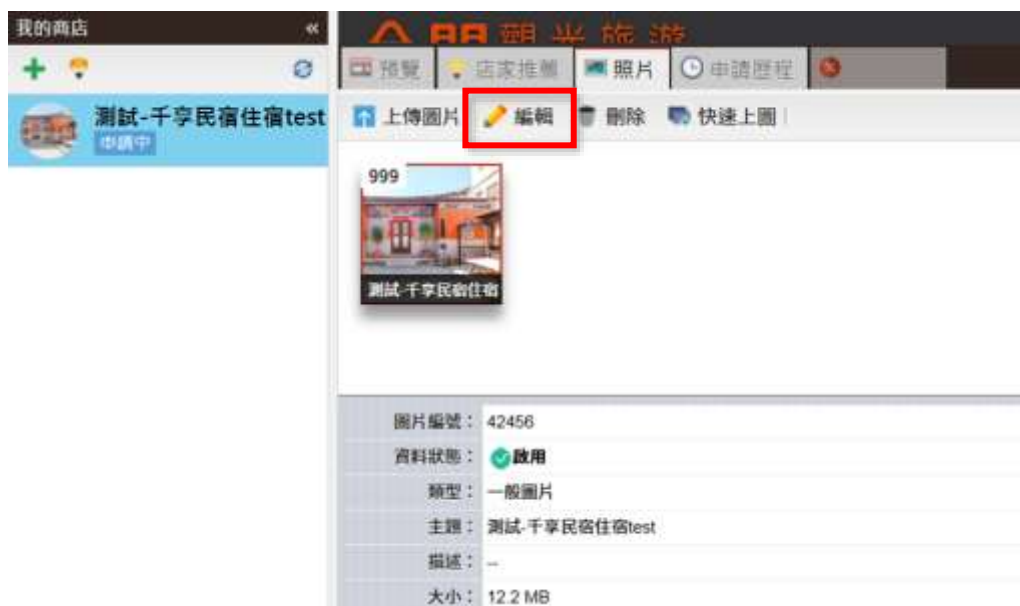 我的商店 «
測試-千享民宿住宿test
申請中
預覽 店家推薦 照片 申請歷程
上傳圖片 編輯 刪除 快速上圖
999
測試-千享民宿住宿
圖片編號： 42456
資料狀態： 啟用
類型： 一般圖片
主題： 測試-千享民宿住宿test
描述： --
大小： 12.2 MB